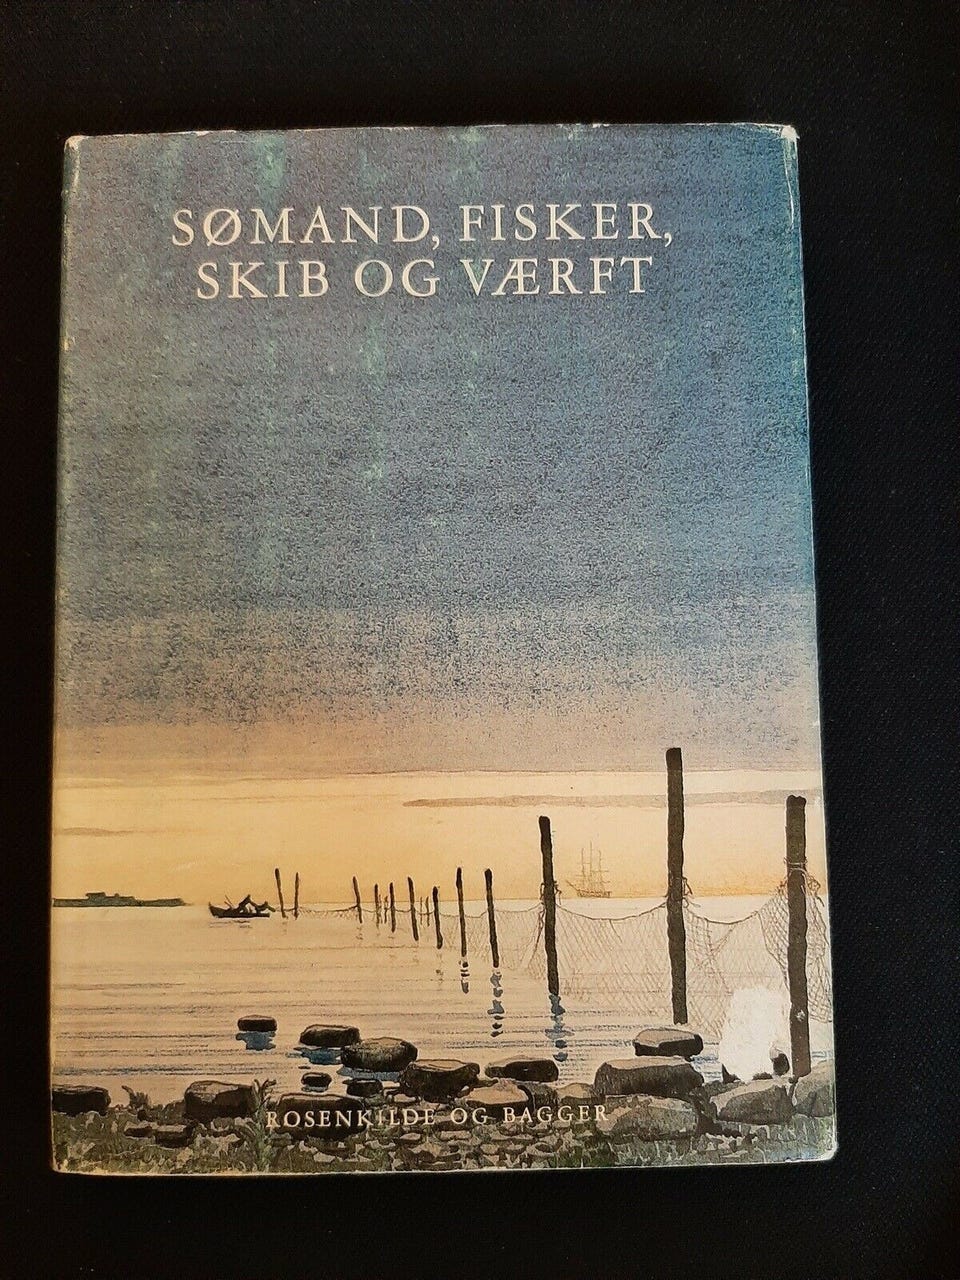 SØMAND, FISKER,
SKIB OG VÆRFT
ROSENKILDE OG BAGGER